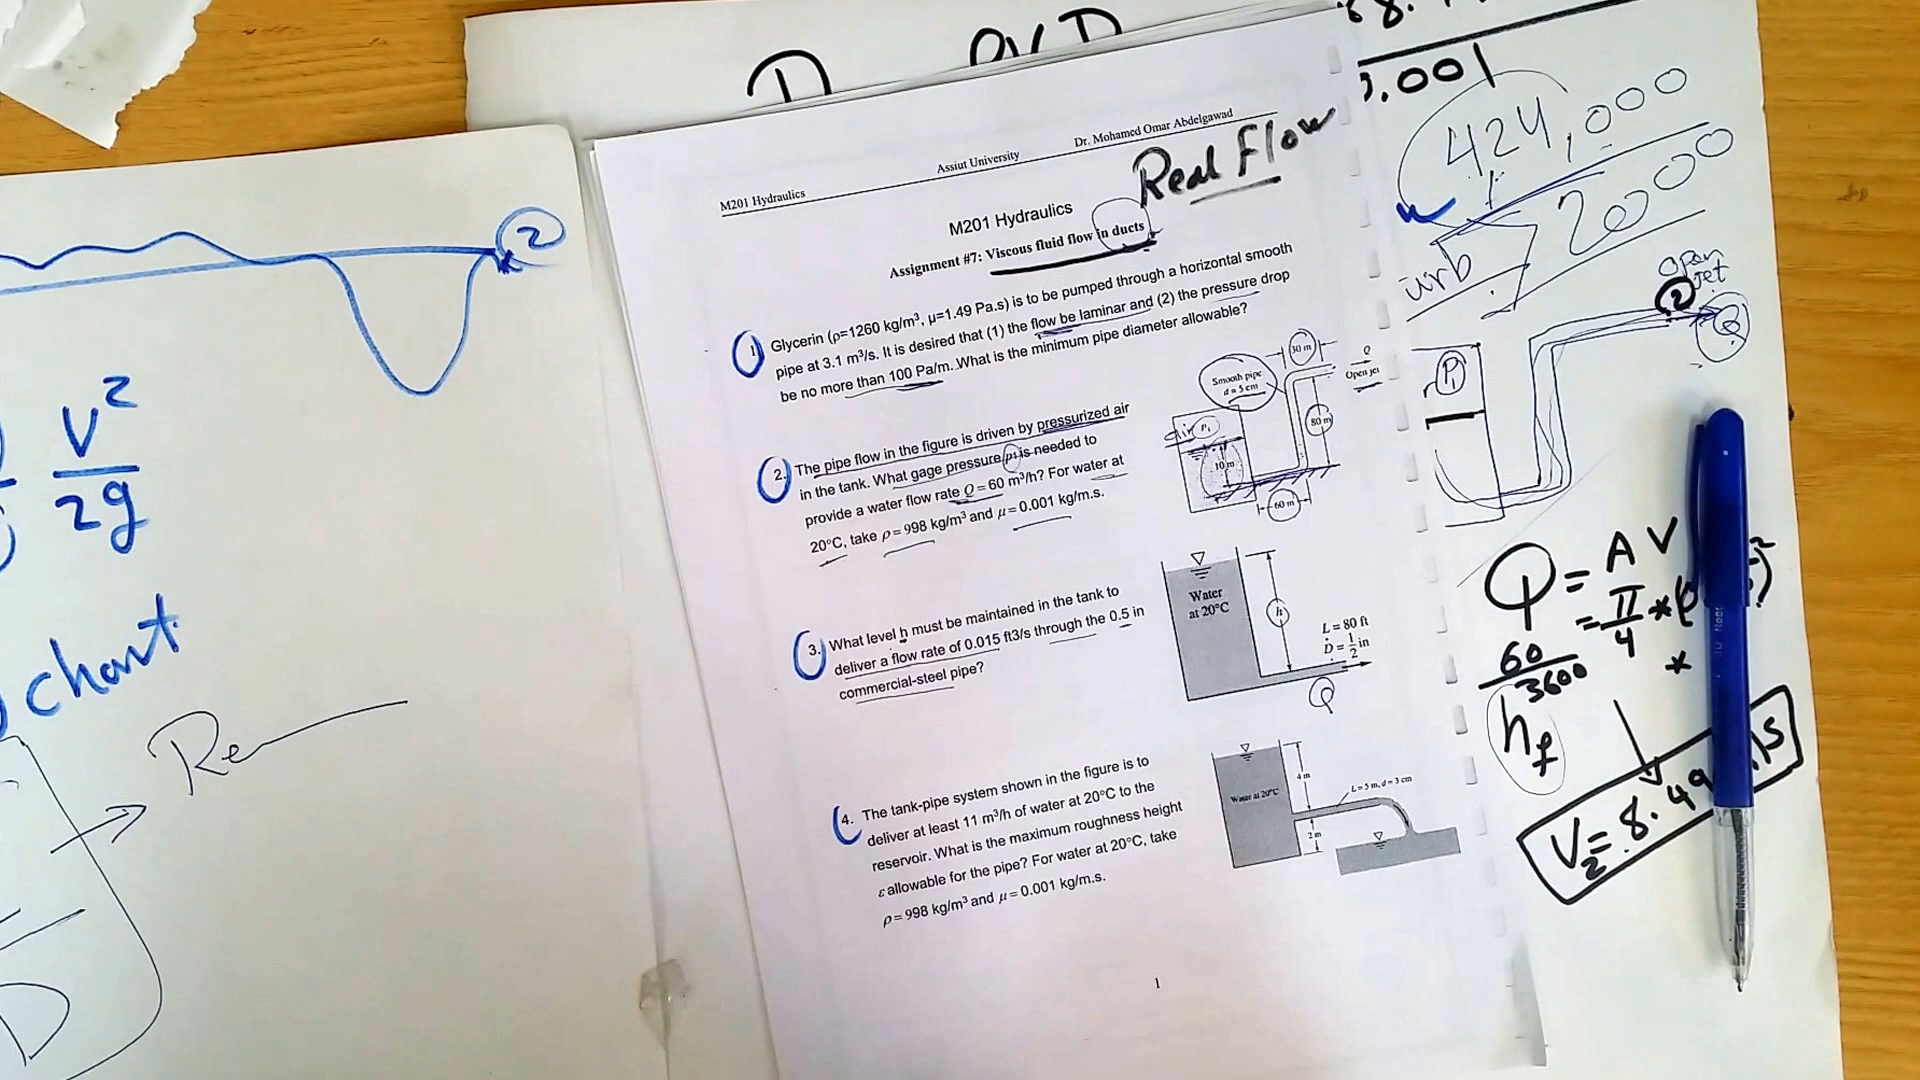 V²
2g
chart
Re
2
D
M201 Hydraulics
Assiut University
Dr. Mohamed Omar Abdelgawad
Real Flow
M201 Hydraulics
Assignment #7: Viscous fluid flow in ducts
1. Glycerin (ρ=1260 kg/m³, μ=1.49 Pa.s) is to be pumped through a horizontal smooth
pipe at 3.1 m³/s. It is desired that (1) the flow be laminar and (2) the pressure drop
be no more than 100 Pa/m. What is the minimum pipe diameter allowable?
2. The pipe flow in the figure is driven by pressurized air
in the tank. What gage pressure p1 is needed to
provide a water flow rate Q = 60 m³/h? For water at
20°C, take ρ = 998 kg/m³ and μ = 0.001 kg/m.s.
30 m
Smooth pipe
d = 5 cm
Q
Open jet
air
P₁
80 m
10 m
60 m
3. What level h must be maintained in the tank to
deliver a flow rate of 0.015 ft3/s through the 0.5 in
commercial-steel pipe?
Water
at 20°C
h
L = 80 ft
D = 1/2 in
Q
4. The tank-pipe system shown in the figure is to
deliver at least 11 m³/h of water at 20°C to the
reservoir. What is the maximum roughness height
ε allowable for the pipe? For water at 20°C, take
ρ = 998 kg/m³ and μ = 0.001 kg/m.s.
Water at 20°C
4 m
L = 5 m, d = 3 cm
2 m
1
0.001
424,000
2000
urb
open
jet
2
P₁
Q = A V
= π/4 *
60
3600
*
hf
V₂ = 8.49